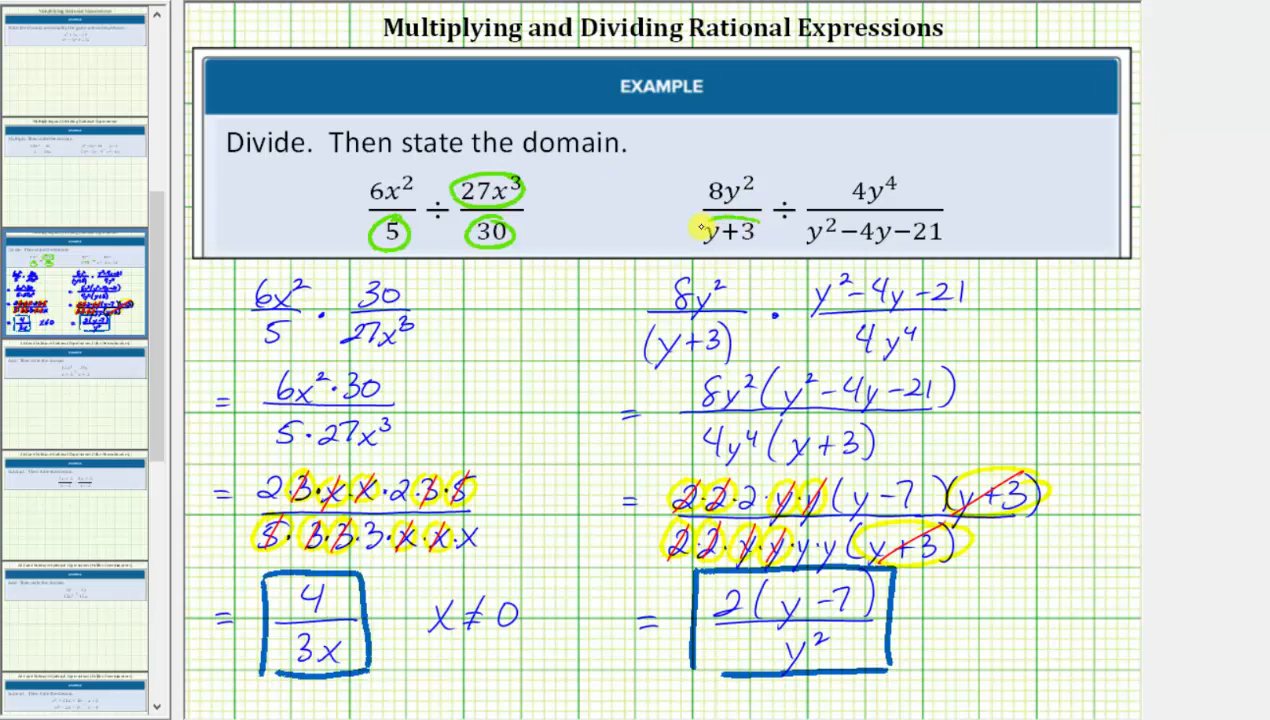 Multiplying and Dividing Rational Expressions
EXAMPLE
Divide. Then state the domain.
6x²/5 ÷ 27x³/30
8y²/y+3 ÷ 4y⁴/y²−4y−21
6x²/5 · 30/27x³
= 6x²·30/5·27x³
= 2·3·x·x·2·3·5/5·3·3·3·x·x·x
= 4/3x x≠0
8y²/(y+3) · y²−4y−21/4y⁴
= 8y²(y²−4y−21)/4y⁴(y+3)
= 2·2·2·y·y(y−7)(y+3)/2·2·y·y·y·y(y+3)
= 2(y−7)/y²